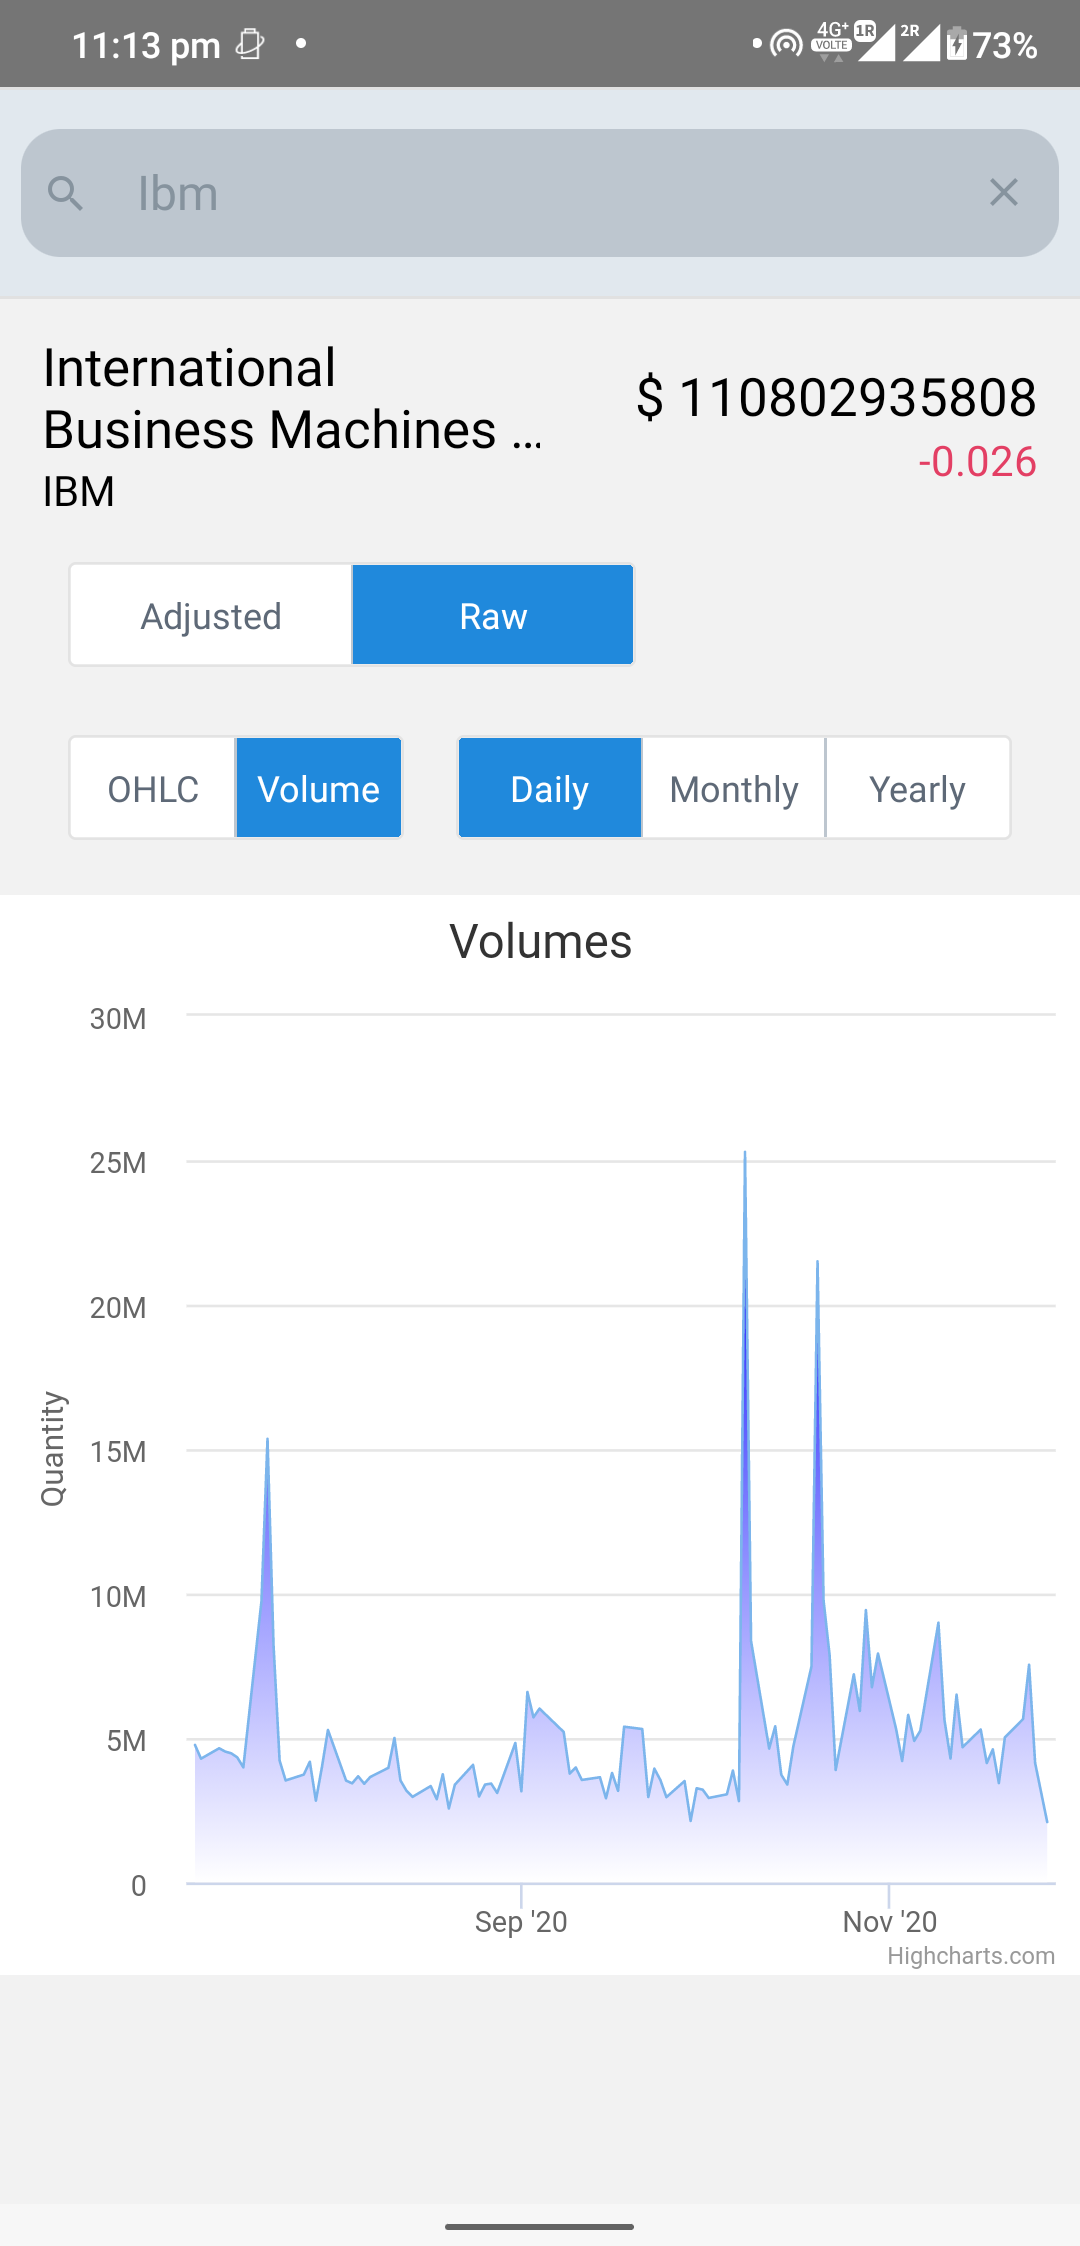 11:13 pm
4G+ VOLTE 1R 2R 73%
Ibm
International
Business Machines ...
IBM
$ 110802935808
-0.026
Adjusted Raw
OHLC Volume Daily Monthly Yearly
Volumes
30M
25M
20M
15M
10M
5M
0
Quantity
Sep '20 Nov '20
Highcharts.com